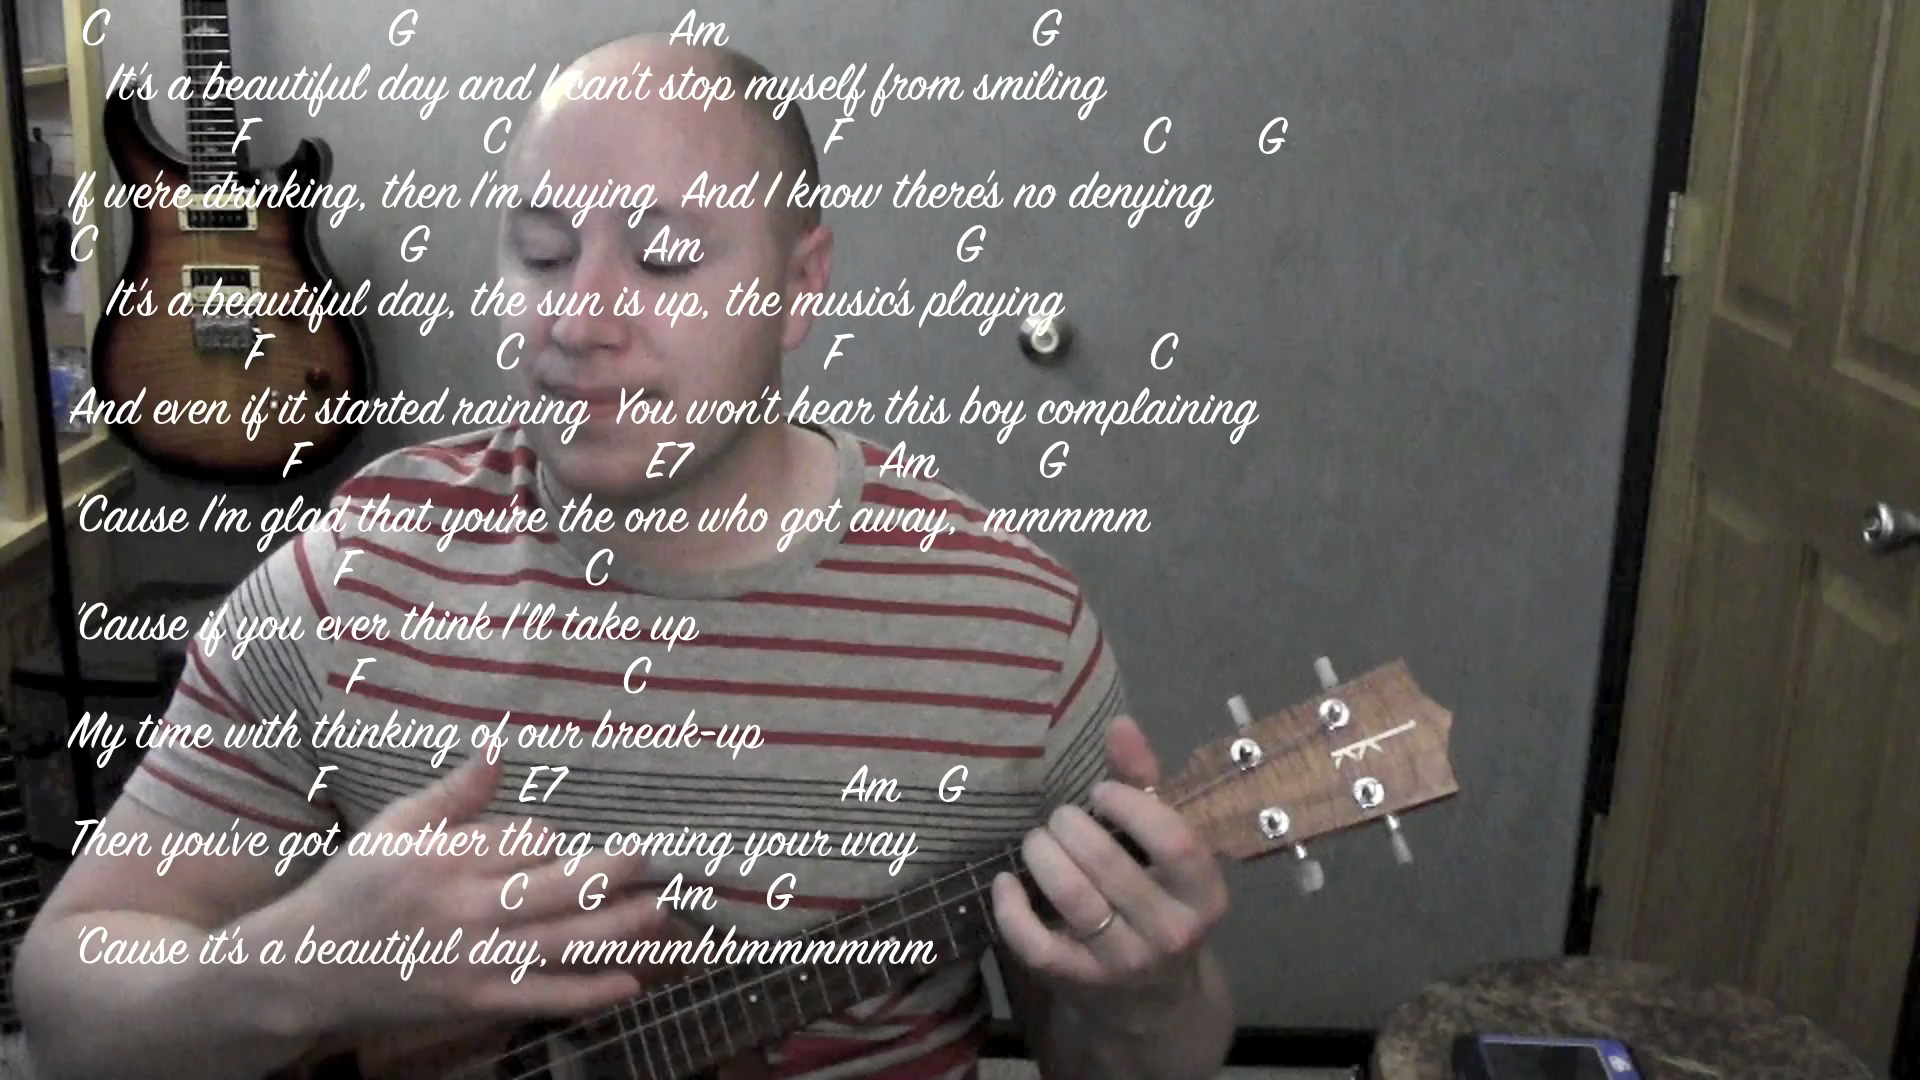 C G Am G
It's a beautiful day and I can't stop myself from smiling
F C F C G
If we're drinking, then I'm buying And I know there's no denying
C G Am G
It's a beautiful day, the sun is up, the music's playing
F C F C
And even if it started raining You won't hear this boy complaining
F E7 Am G
'Cause I'm glad that you're the one who got away, mmmmm
F C
'Cause if you ever think I'll take up
F C
My time with thinking of our break-up
F E7 Am G
Then you've got another thing coming your way
C G Am G
'Cause it's a beautiful day, mmmmhhmmmmmm
K